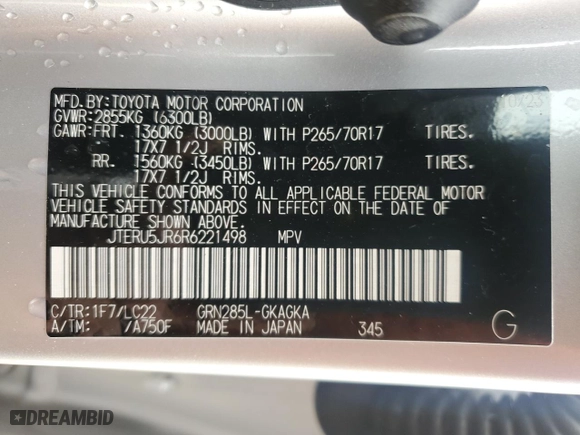 MFD.BY:TOYOTA MOTOR CORPORATION 10/23
GVWR:2855KG (6300LB)
GAWR:FRT. 1360KG (3000LB) WITH P265/70R17 TIRES.
17X7 1/2J RIMS.
RR. 1560KG (3450LB) WITH P265/70R17 TIRES.
17X7 1/2J RIMS.
THIS VEHICLE CONFORMS TO ALL APPLICABLE FEDERAL MOTOR
VEHICLE SAFETY STANDARDS IN EFFECT ON THE DATE OF
MANUFACTURE SHOWN ABOVE.
JTERU5JR6R6221498 MPV
C/TR:1F7/LC22 GRN285L-GKAGKA
A/TM: /A750F MADE IN JAPAN 345 G
DREAMBID